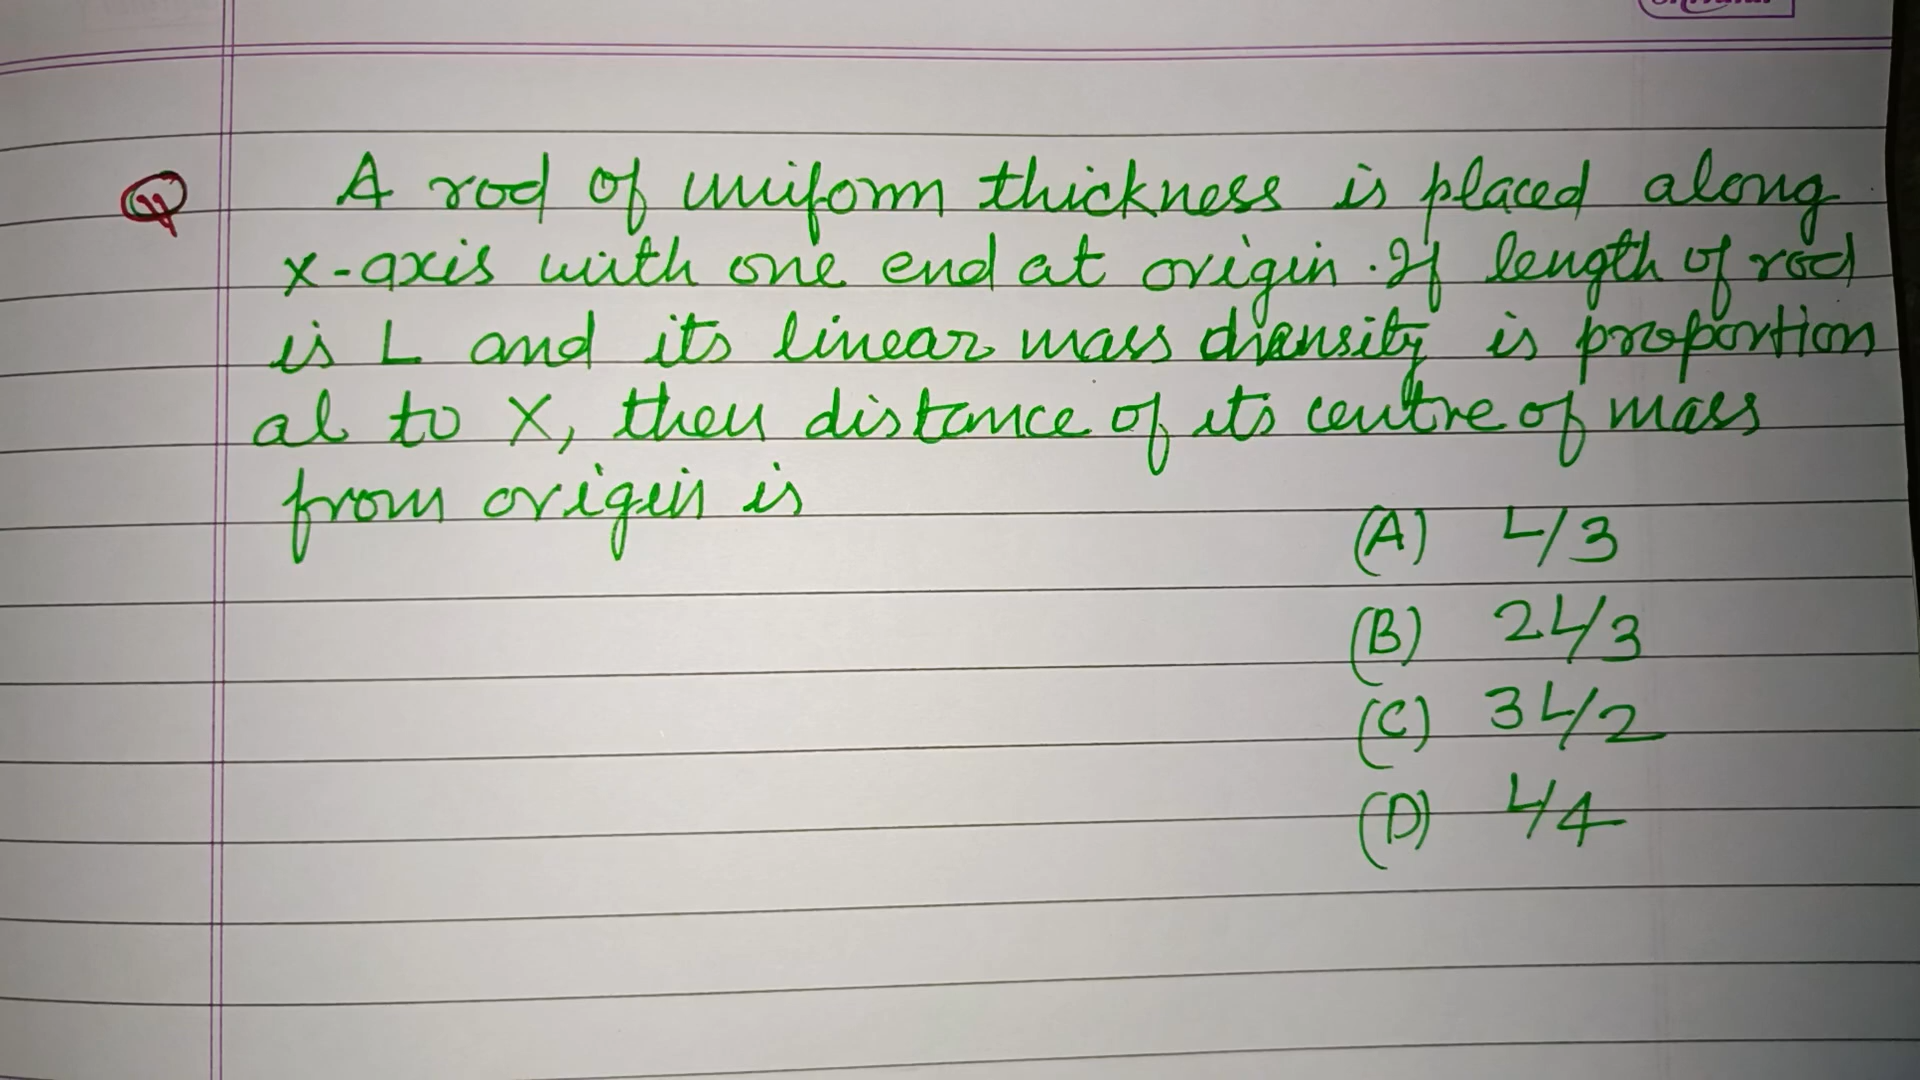 Q A rod of uniform thickness is placed along
x-axis with one end at origin. If length of rod
is L and its linear mass density is proportion
al to X, then distance of its centre of mass
from origin is
(A) L/3
(B) 2L/3
(C) 3L/2
(D) L/4